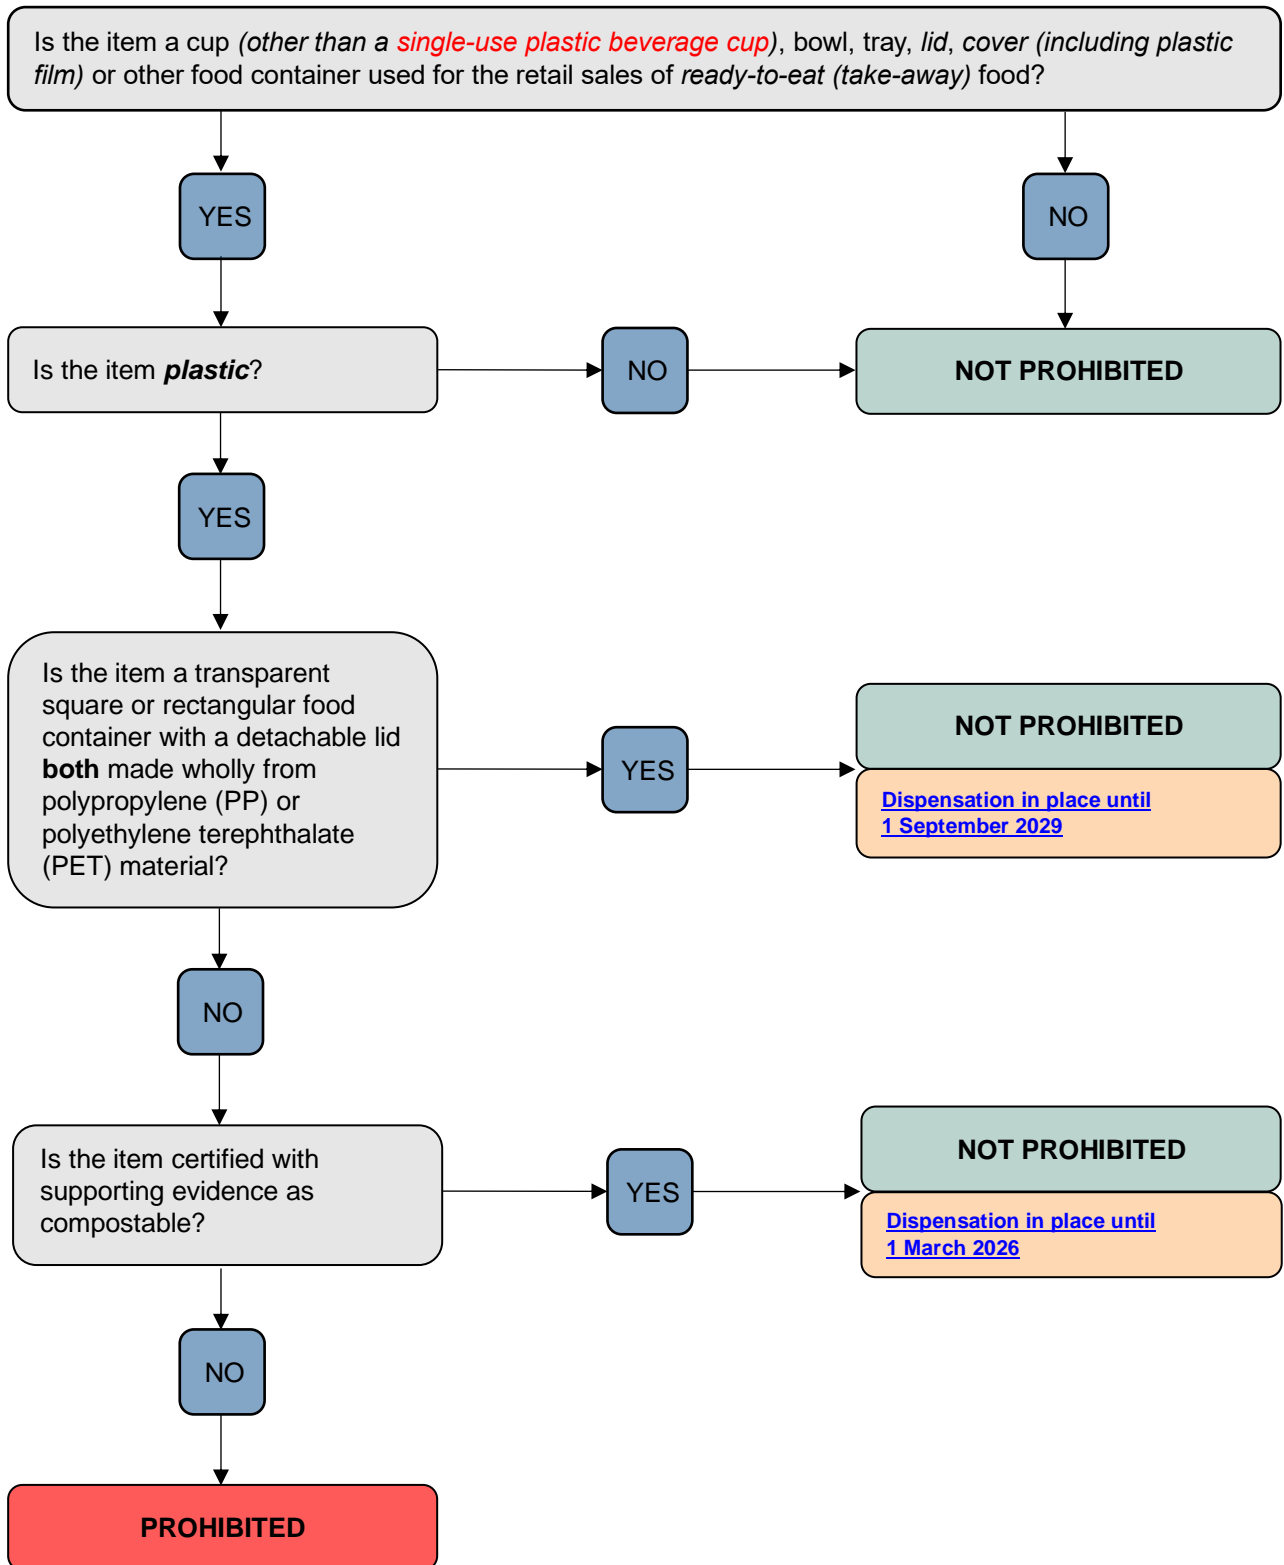 Is the item a cup (other than a single-use plastic beverage cup), bowl, tray, lid, cover (including plastic
film) or other food container used for the retail sales of ready-to-eat (take-away) food?
YES
NO
Is the item plastic?
NO
NOT PROHIBITED
YES
Is the item a transparent
square or rectangular food
container with a detachable lid
both made wholly from
polypropylene (PP) or
polyethylene terephthalate
(PET) material?
YES
NOT PROHIBITED
Dispensation in place until
1 September 2029
NO
Is the item certified with
supporting evidence as
compostable?
YES
NOT PROHIBITED
Dispensation in place until
1 March 2026
NO
PROHIBITED